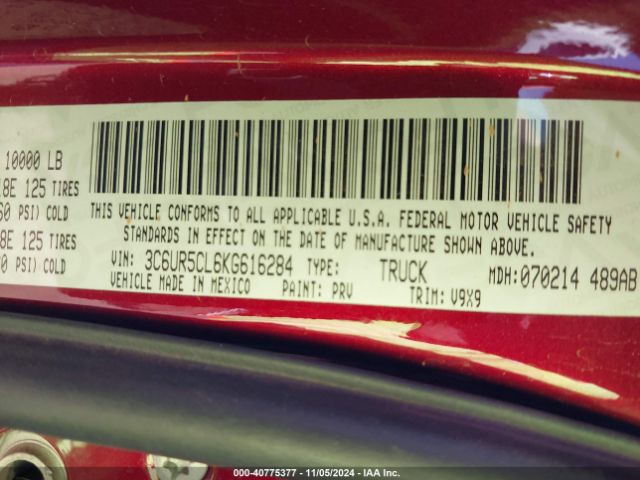 10000 LB
8E 125 TIRES
60 PSI) COLD
8E 125 TIRES
0 PSI) COLD
THIS VEHICLE CONFORMS TO ALL APPLICABLE U.S.A. FEDERAL MOTOR VEHICLE SAFETY
STANDARDS IN EFFECT ON THE DATE OF MANUFACTURE SHOWN ABOVE.
VIN: 3C6UR5CL6KG616284 TYPE: TRUCK MDH:070214 489AB
VEHICLE MADE IN MEXICO PAINT: PRV TRIM: V9X9
000-40775377 - 11/05/2024 - IAA Inc.